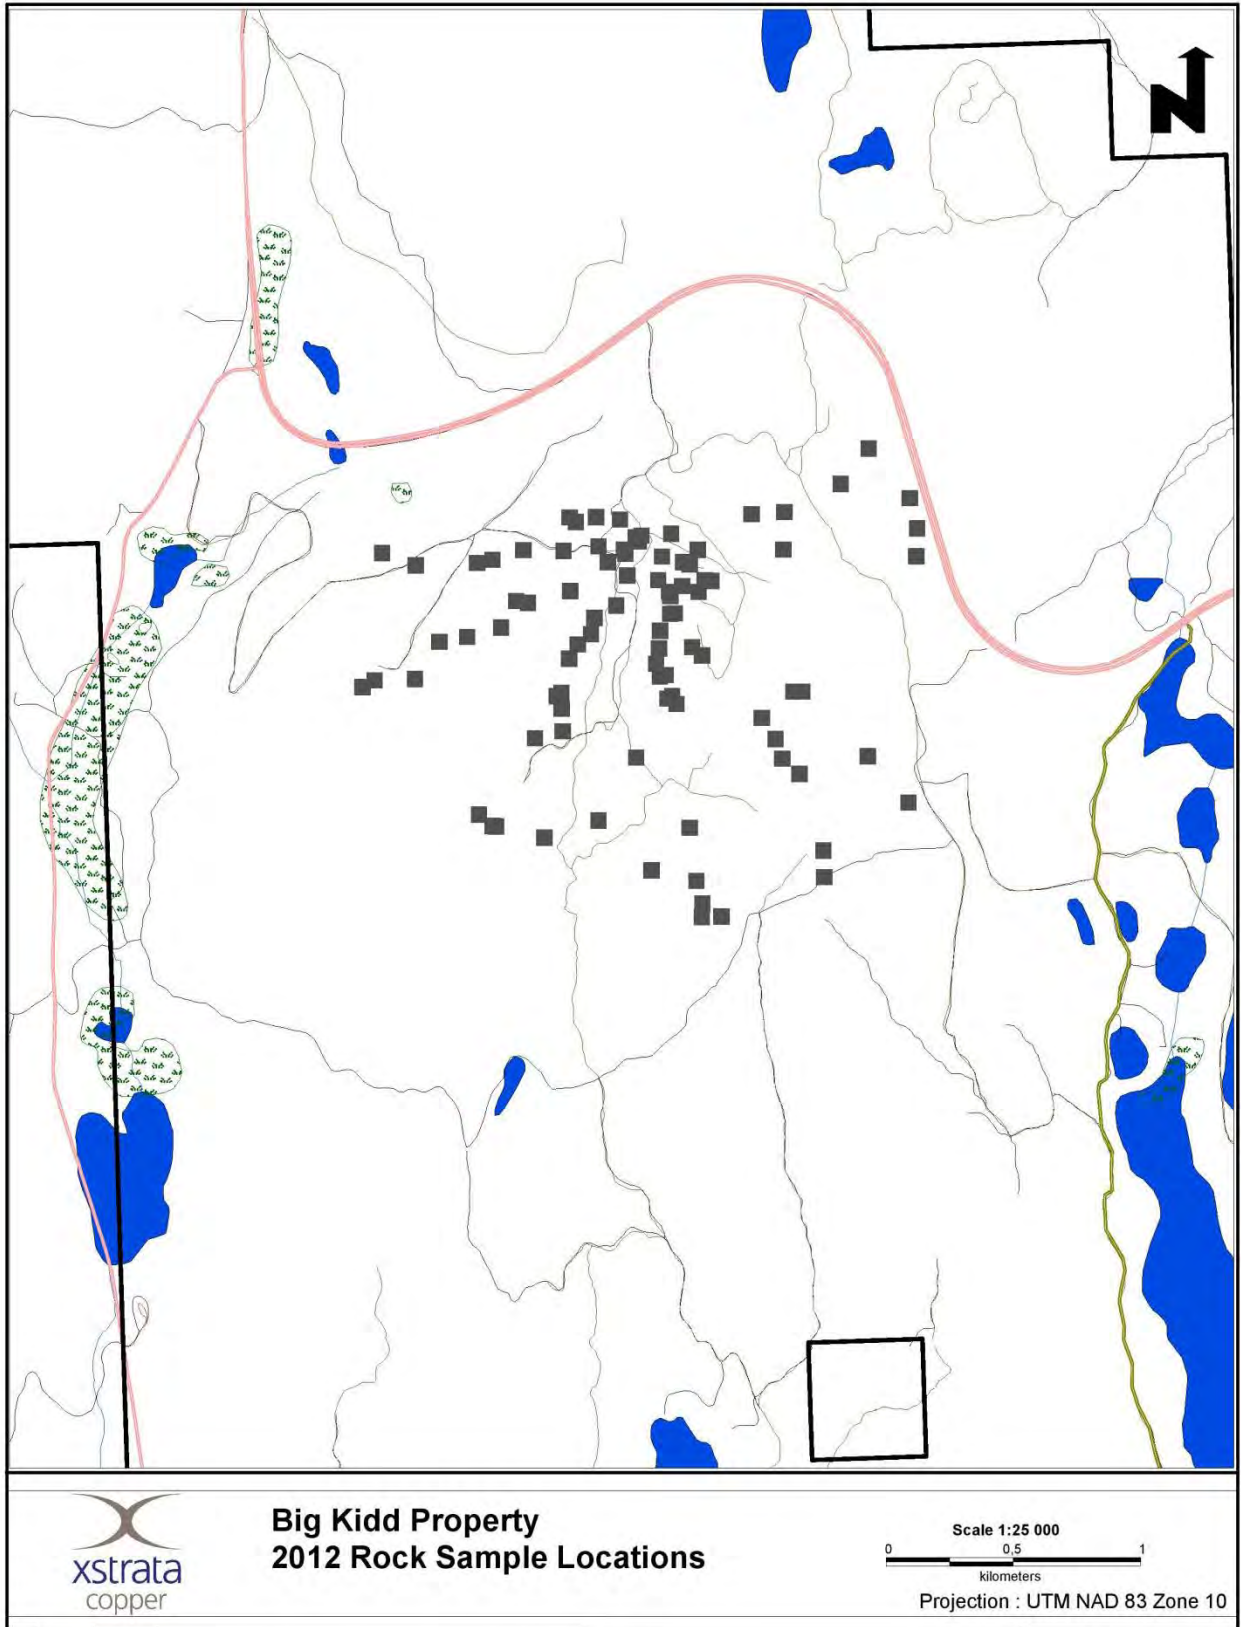 N
xstrata
copper
Big Kidd Property
2012 Rock Sample Locations
Scale 1:25 000
0 0,5 1
kilometers
Projection : UTM NAD 83 Zone 10